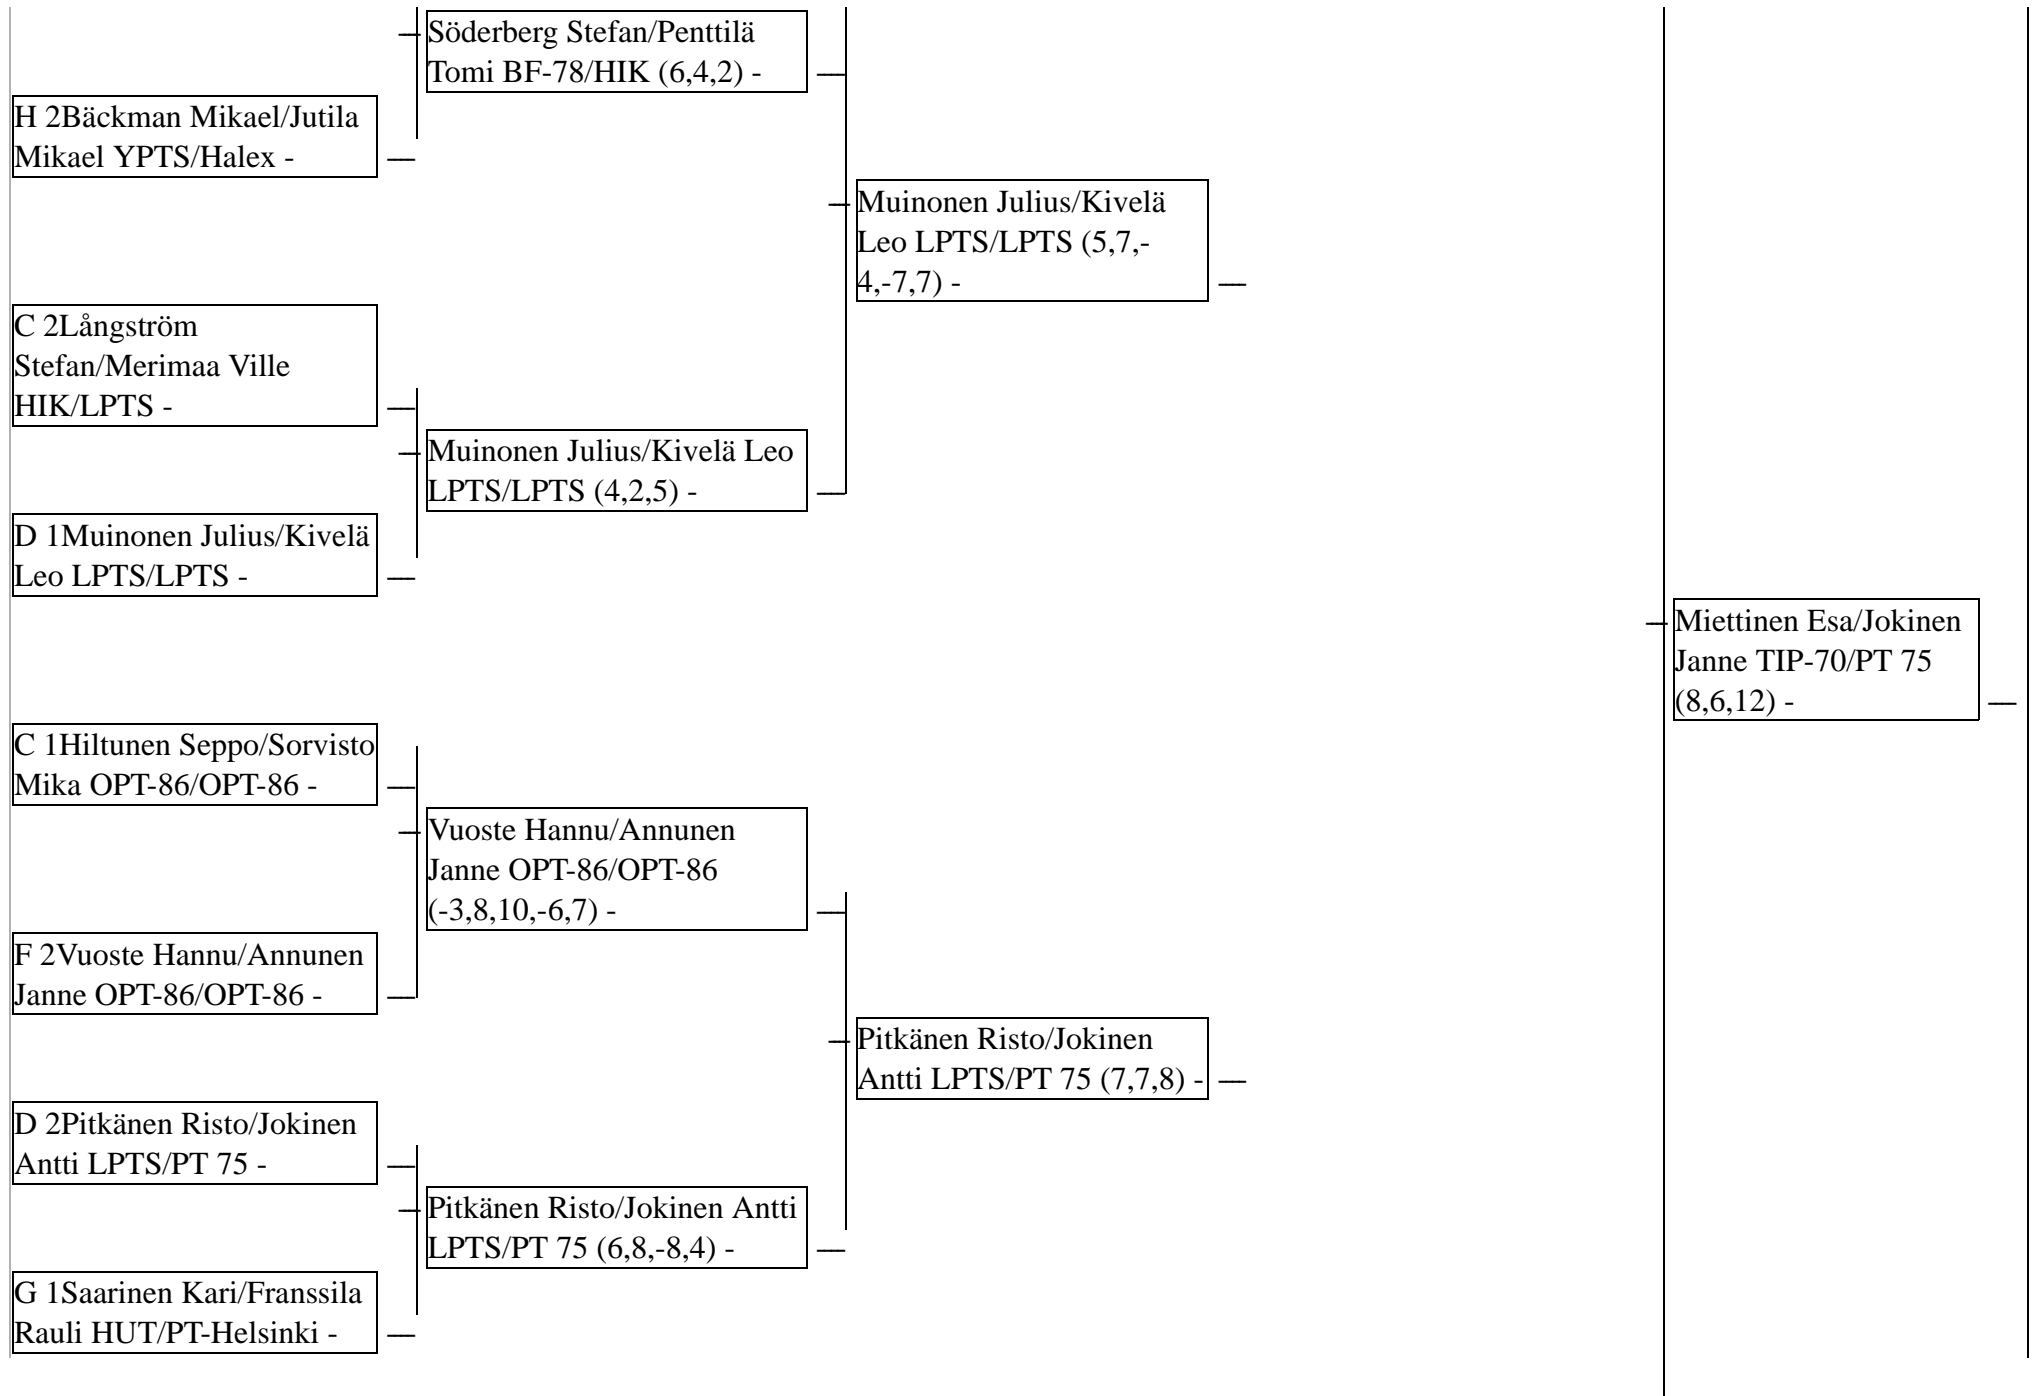 Söderberg Stefan/Penttilä
Tomi BF-78/HIK (6,4,2) -
H 2Bäckman Mikael/Jutila
Mikael YPTS/Halex -
Muinonen Julius/Kivelä
Leo LPTS/LPTS (5,7,-
4,-7,7) -
C 2Långström
Stefan/Merimaa Ville
HIK/LPTS -
Muinonen Julius/Kivelä Leo
LPTS/LPTS (4,2,5) -
D 1Muinonen Julius/Kivelä
Leo LPTS/LPTS -
Miettinen Esa/Jokinen
Janne TIP-70/PT 75
(8,6,12) -
C 1Hiltunen Seppo/Sorvisto
Mika OPT-86/OPT-86 -
Vuoste Hannu/Annunen
Janne OPT-86/OPT-86
(-3,8,10,-6,7) -
F 2Vuoste Hannu/Annunen
Janne OPT-86/OPT-86 -
Pitkänen Risto/Jokinen
Antti LPTS/PT 75 (7,7,8) -
D 2Pitkänen Risto/Jokinen
Antti LPTS/PT 75 -
Pitkänen Risto/Jokinen Antti
LPTS/PT 75 (6,8,-8,4) -
G 1Saarinen Kari/Franssila
Rauli HUT/PT-Helsinki -